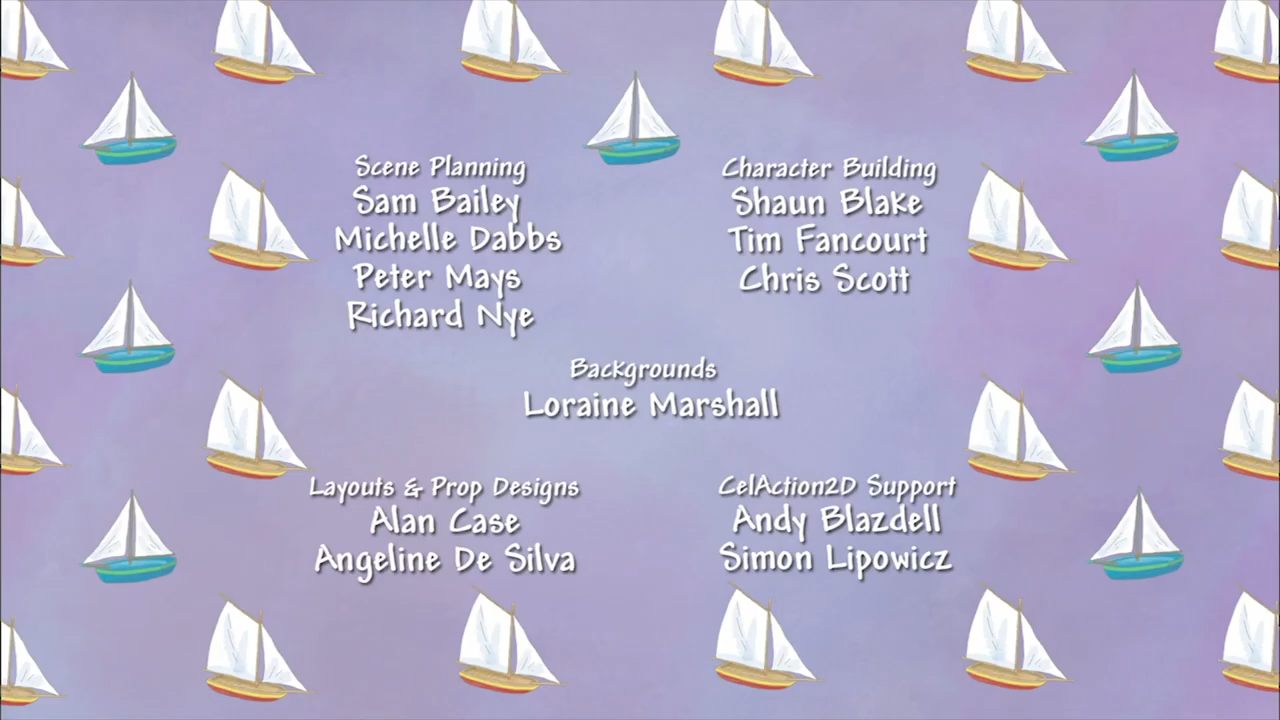 Scene Planning
Sam Bailey
Michelle Dabbs
Peter Mays
Richard Nye
Character Building
Shaun Blake
Tim Fancourt
Chris Scott
Backgrounds
Loraine Marshall
Layouts & Prop Designs
Alan Case
Angeline De Silva
CelAction2D Support
Andy Blazdell
Simon Lipowicz